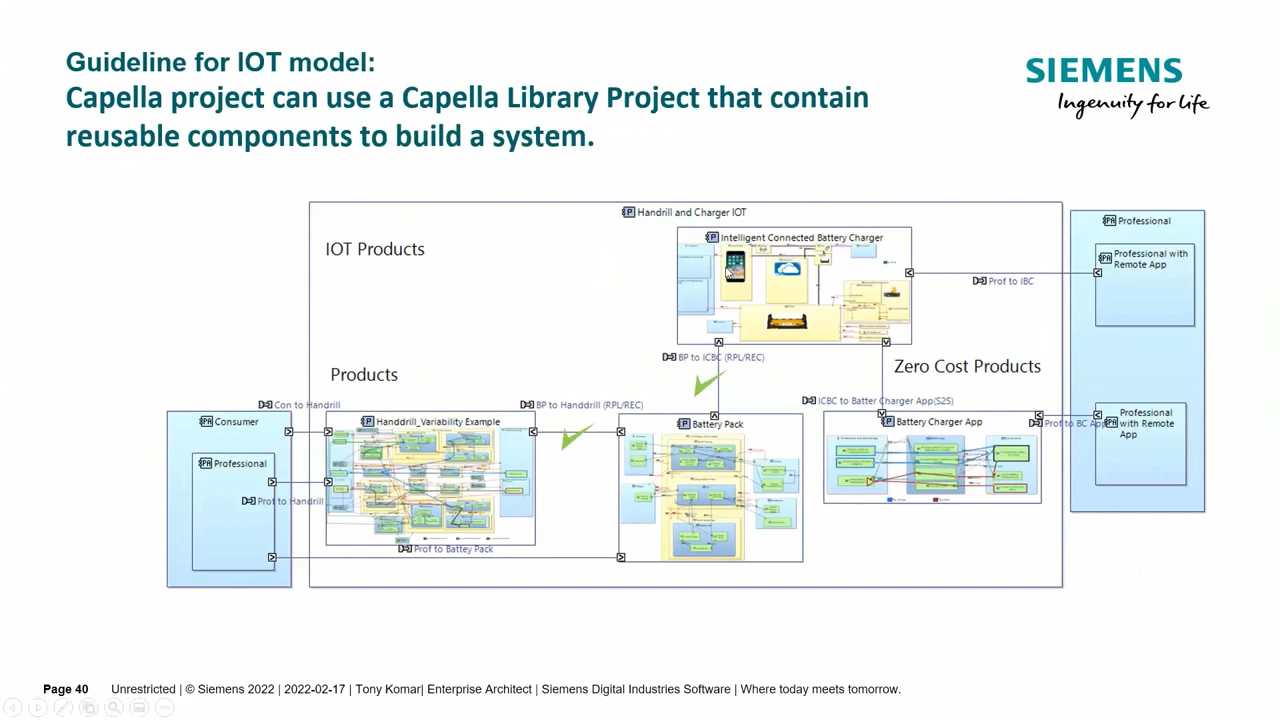 Guideline for IOT model:
Capella project can use a Capella Library Project that contain
reusable components to build a system.
SIEMENS
Ingenuity for life
Handrill and Charger IOT
IOT Products
Intelligent Connected Battery Charger
Professional
Professional with
Remote App
Prof to IBC
BP to ICBC (RPL/REC)
Products
Zero Cost Products
Con to Handrill
BP to Handdrill (RPL/REC)
ICBC to Batter Charger App(S2S)
Consumer
Handdrill_Variability Example
Battery Pack
Battery Charger App
Prof to BC App
Professional
with Remote
App
Professional
Prof to Handrill
Prof to Battey Pack
Page 40 Unrestricted | © Siemens 2022 | 2022-02-17 | Tony Komar| Enterprise Architect | Siemens Digital Industries Software | Where today meets tomorrow.